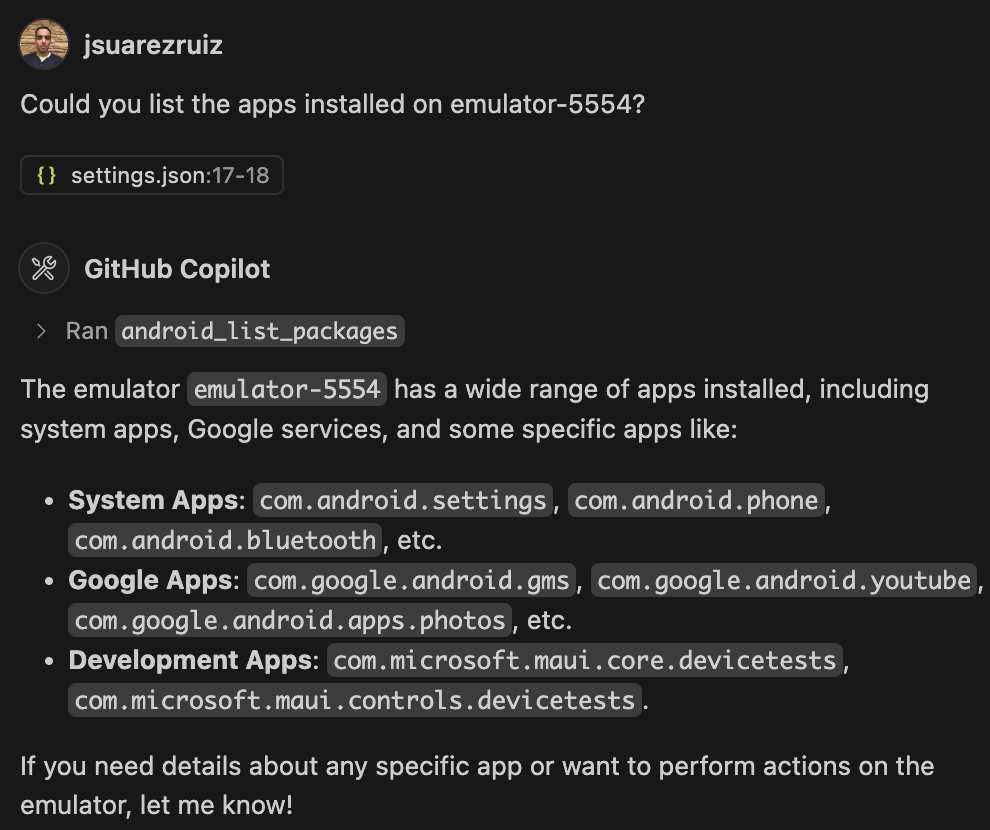 jsuarezruiz
Could you list the apps installed on emulator-5554?
{} settings.json:17-18
GitHub Copilot
Ran android_list_packages
The emulator emulator-5554 has a wide range of apps installed, including
system apps, Google services, and some specific apps like:
• System Apps: com.android.settings, com.android.phone,
com.android.bluetooth, etc.
• Google Apps: com.google.android.gms, com.google.android.youtube,
com.google.android.apps.photos, etc.
• Development Apps: com.microsoft.maui.core.devicetests,
com.microsoft.maui.controls.devicetests.
If you need details about any specific app or want to perform actions on the
emulator, let me know!